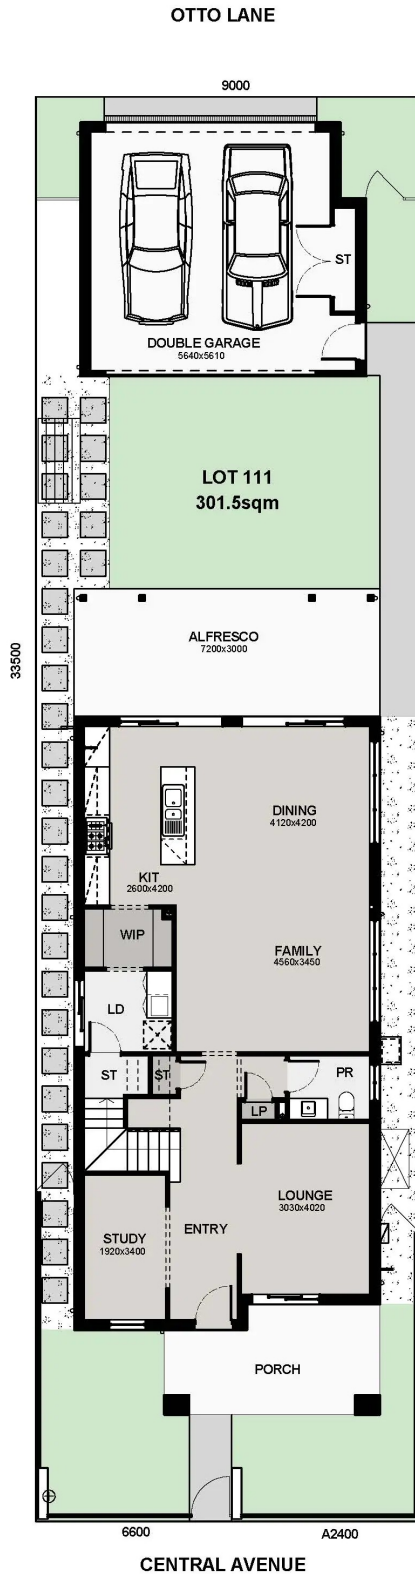 OTTO LANE
9000
ST
DOUBLE GARAGE
5640x5610
LOT 111
301.5sqm
ALFRESCO
7200x3000
33500
DINING
4120x4200
KIT
2600x4200
WIP
FAMILY
4560x3450
LD
ST
ST
PR
LP
LOUNGE
3030x4020
STUDY
1920x3400
ENTRY
PORCH
6600
A2400
CENTRAL AVENUE